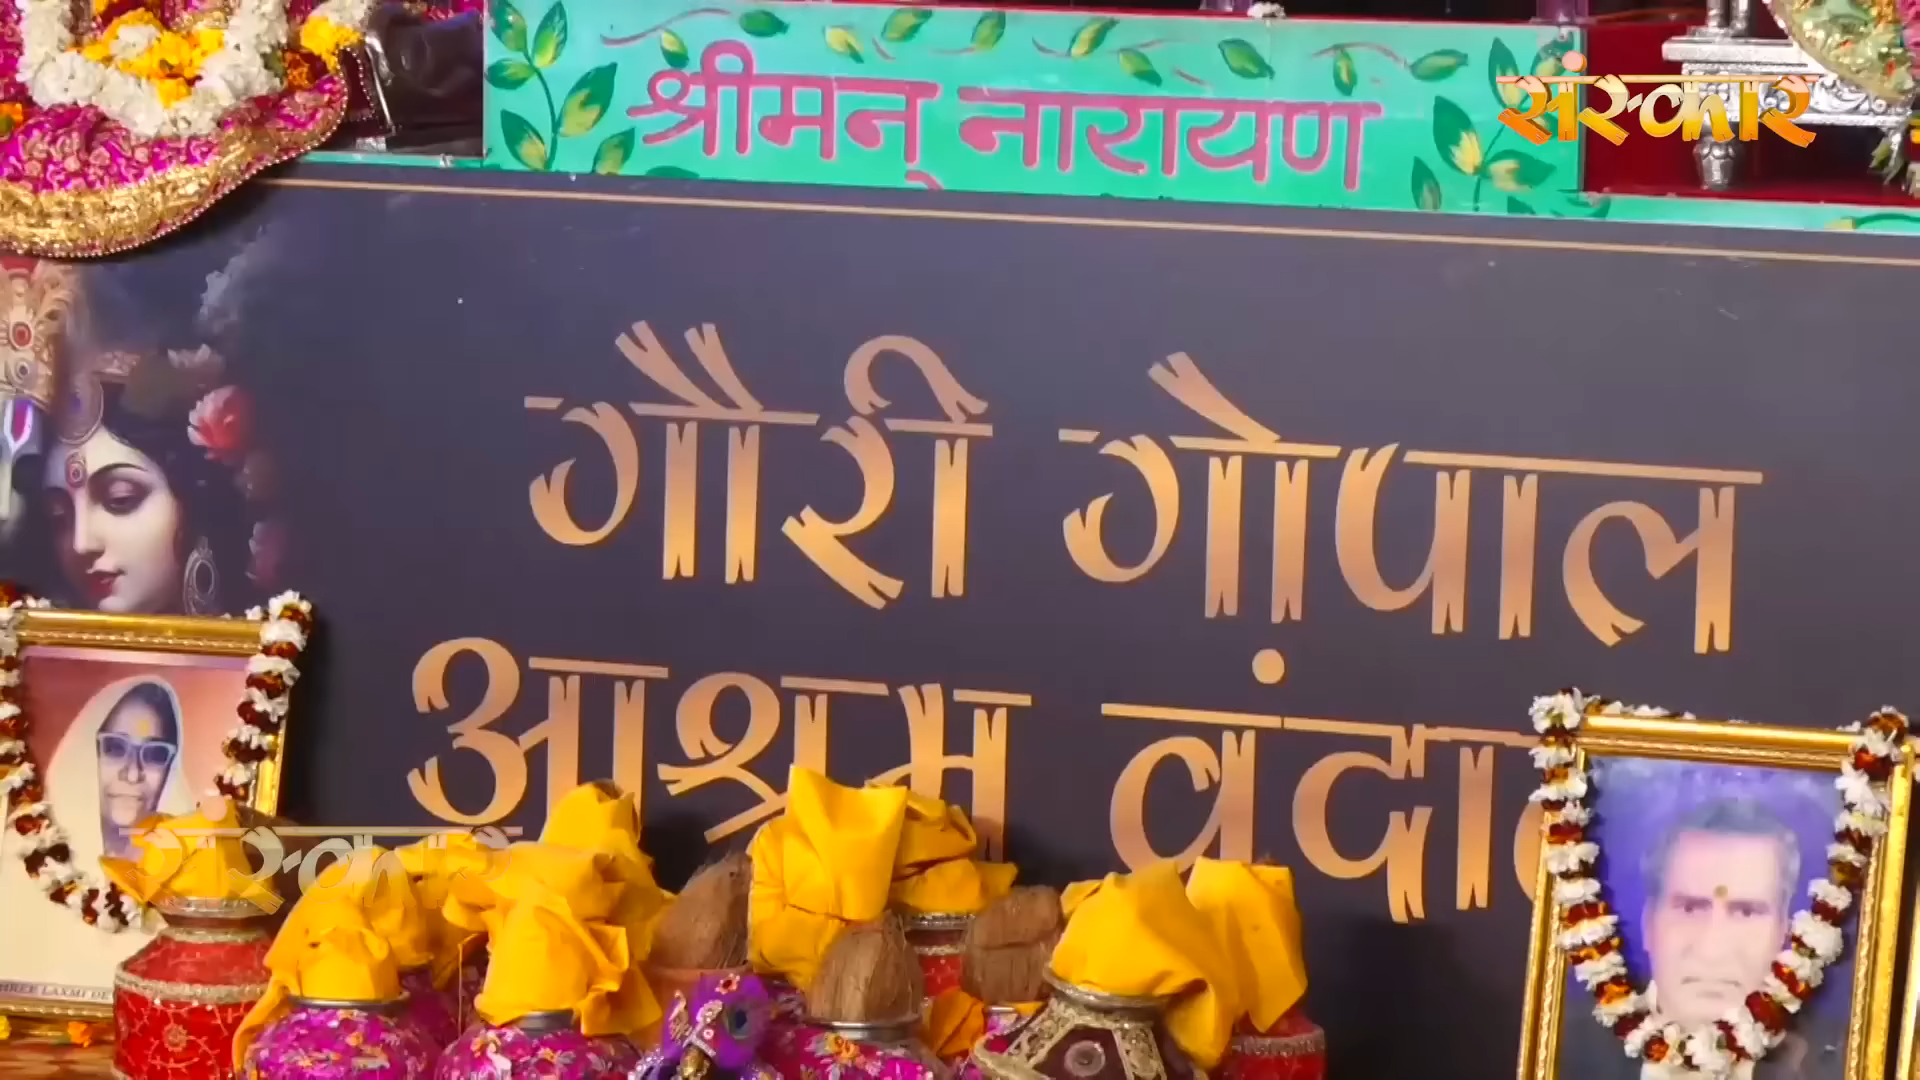 श्रीमन् नारायण
संस्कार
गौरी गोपाल
आश्रम
संस्कार